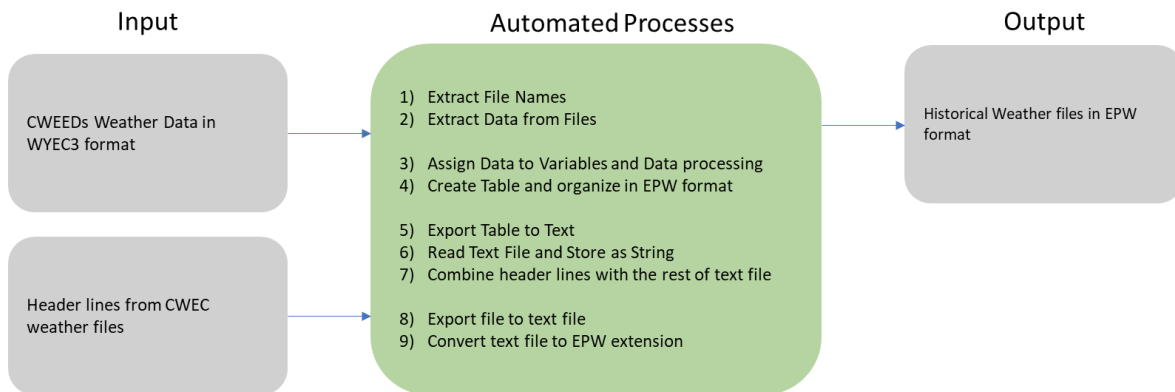 Input
Automated Processes
Output
CWEEDs Weather Data in
WYEC3 format
Header lines from CWEC
weather files
1) Extract File Names
2) Extract Data from Files
3) Assign Data to Variables and Data processing
4) Create Table and organize in EPW format
5) Export Table to Text
6) Read Text File and Store as String
7) Combine header lines with the rest of text file
8) Export file to text file
9) Convert text file to EPW extension
Historical Weather files in EPW
format